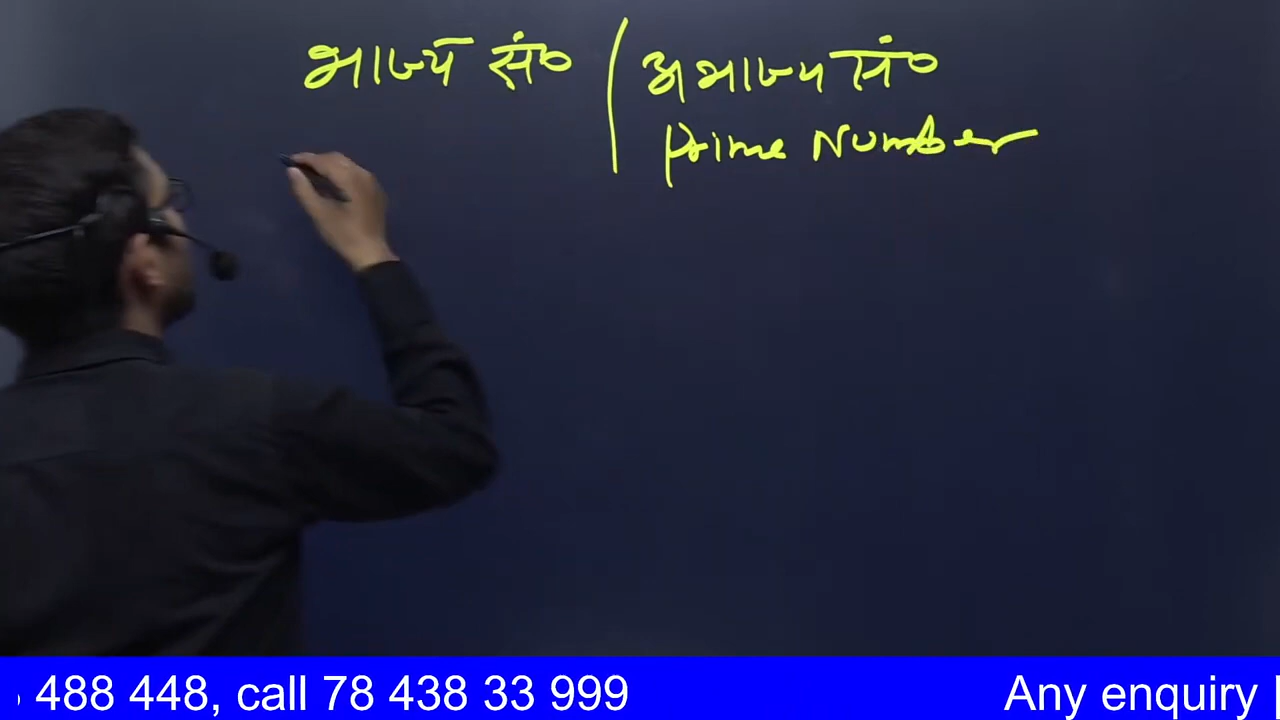 भाज्य सं० / अभाज्य सं०
Prime Number
488 448, call 78 438 33 999 Any enquiry